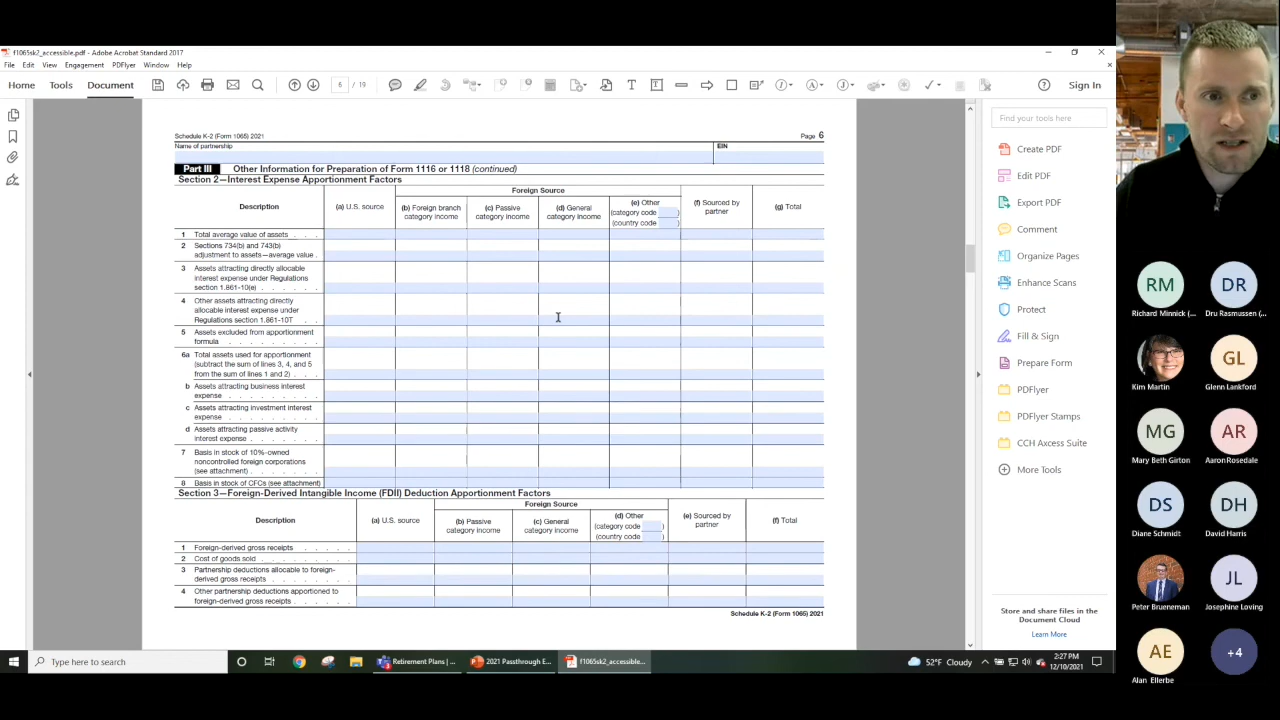 f1065sk2_accessible.pdf - Adobe Acrobat Standard 2017
File Edit View Engagement PDFlyer Window Help
Home Tools Document 6 / 19 Sign In
Schedule K-2 (Form 1065) 2021 Page 6
Name of partnership EIN
Part III Other Information for Preparation of Form 1116 or 1118 (continued)
Section 2—Interest Expense Apportionment Factors
Description (a) U.S. source Foreign Source (f) Sourced by partner (g) Total
(b) Foreign branch category income (c) Passive category income (d) General category income (e) Other (category code ) (country code )
1 Total average value of assets . . .
2 Sections 734(b) and 743(b)
adjustment to assets—average value .
3 Assets attracting directly allocable
interest expense under Regulations
section 1.861-10(e) . . . . . .
4 Other assets attracting directly
allocable interest expense under
Regulations section 1.861-10T . .
5 Assets excluded from apportionment
formula . . . . . . . .
6a Total assets used for apportionment
(subtract the sum of lines 3, 4, and 5
from the sum of lines 1 and 2) . . .
b Assets attracting business interest
expense . . . . . . . .
c Assets attracting investment interest
expense . . . . . . . .
d Assets attracting passive activity
interest expense . . . . . .
7 Basis in stock of 10%-owned
noncontrolled foreign corporations
(see attachment) . . . . . .
8 Basis in stock of CFCs (see attachment)
Section 3—Foreign-Derived Intangible Income (FDII) Deduction Apportionment Factors
Description (a) U.S. source Foreign Source (e) Sourced by partner (f) Total
(b) Passive category income (c) General category income (d) Other (category code ) (country code )
1 Foreign-derived gross receipts . . . . .
2 Cost of goods sold . . . . . . . .
3 Partnership deductions allocable to foreign-
derived gross receipts . . . . . .
4 Other partnership deductions apportioned to
foreign-derived gross receipts . . . . .
Schedule K-2 (Form 1065) 2021
Find your tools here
Create PDF
Edit PDF
Export PDF
Comment
Organize Pages
Enhance Scans
Protect
Fill & Sign
Prepare Form
PDFlyer
PDFlyer Stamps
CCH Axcess Suite
More Tools
Store and share files in the
Document Cloud
Learn More
RM DR
Richard Minnick (... Dru Rasmussen (...
GL
Kim Martin Glenn Lankford
MG AR
Mary Beth Girton Aaron Rosedale
DS DH
Diane Schmidt David Harris
JL
Peter Brueneman Josephine Loving
AE +4
Alan Ellerbe
Type here to search
Retirement Plans | ... 2021 Passthrough E... f1065sk2_accessible...
52°F Cloudy 2:27 PM
12/10/2021